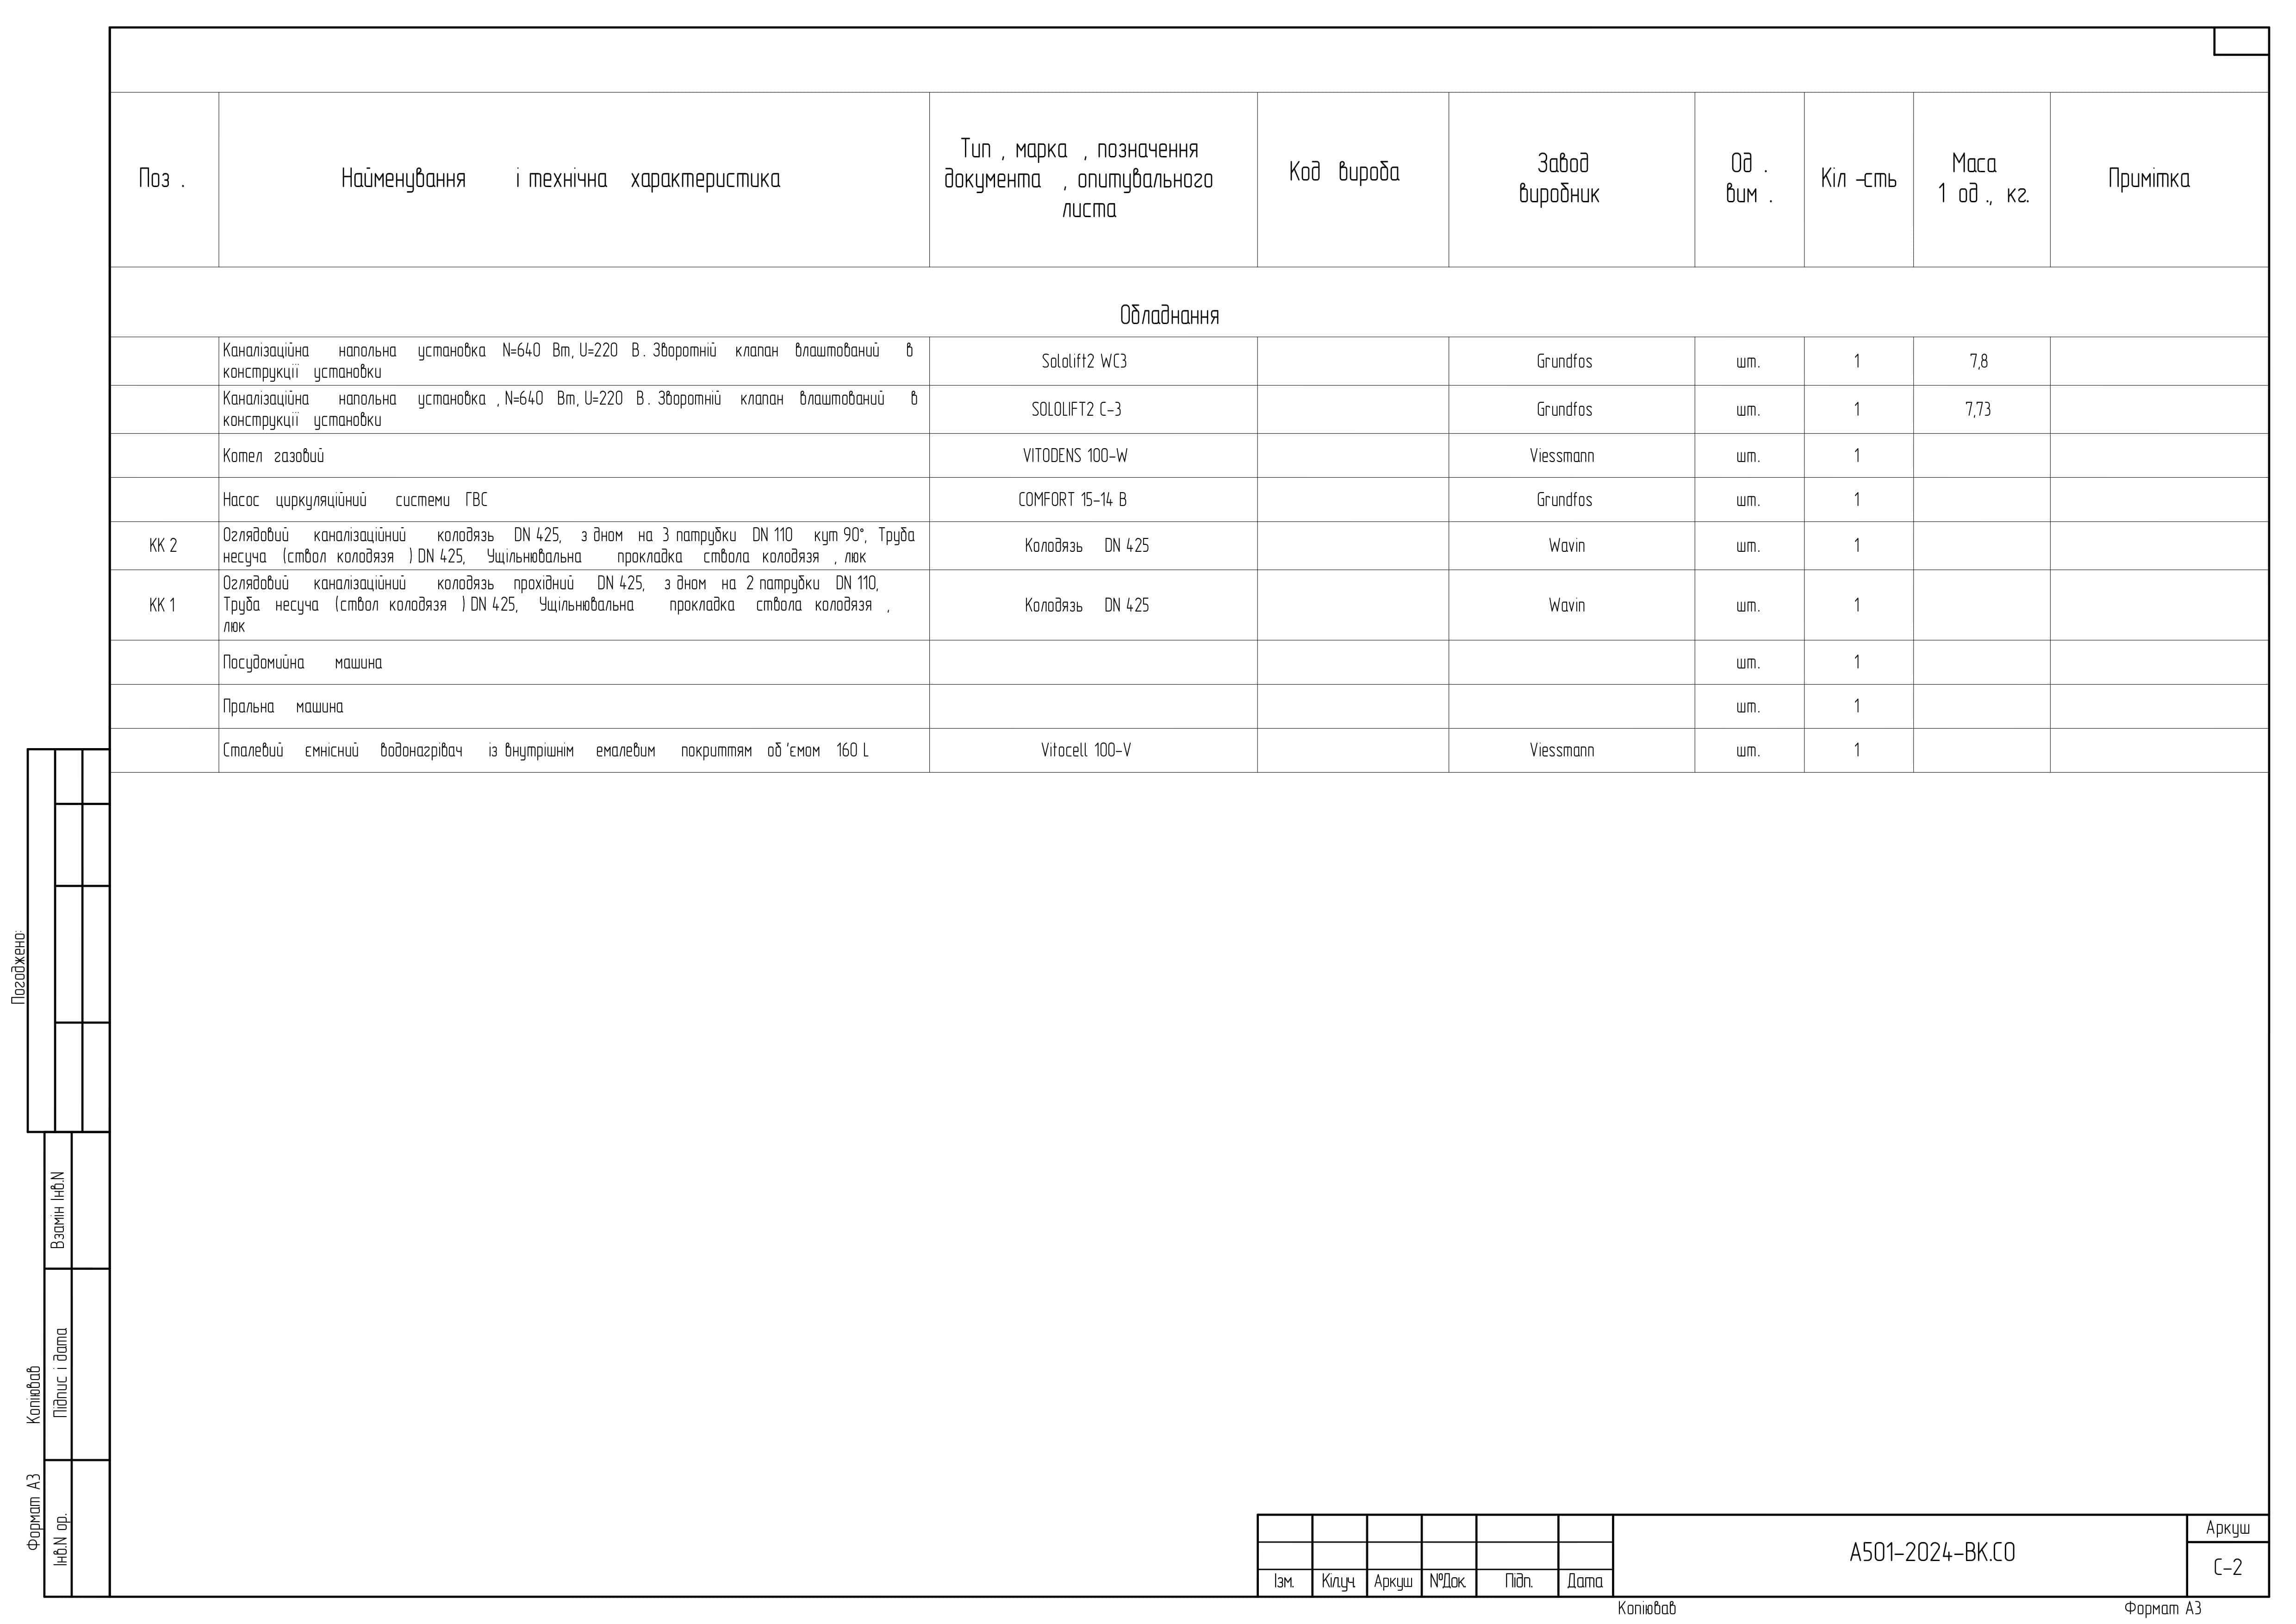 Поз .
Найменування і технічна характеристика
Тип , марка , позначення
документа , опитувального
листа
Код вироба
Завод
виробник
Од .
вим .
Кіл -сть
Маса
1 од ., кг.
Примітка
Обладнання
Каналізаційна напольна установка N=640 Вт, U=220 В . Зворотній клапан влаштований в
конструкції установки
Sololift2 WC3
Grundfos
шт.
1
7,8
Каналізаційна напольна установка , N=640 Вт, U=220 В . Зворотній клапан влаштований в
конструкції установки
SOLOLIFT2 C-3
Grundfos
шт.
1
7,73
Котел газовий
VITODENS 100-W
Viessmann
шт.
1
Насос циркуляційний системи ГВС
COMFORT 15-14 B
Grundfos
шт.
1
КК 2
Оглядовий каналізаційний колодязь DN 425, з дном на 3 патрубки DN 110 кут 90°, Труба
несуча (ствол колодязя ) DN 425, Ущільнювальна прокладка ствола колодязя , люк
Колодязь DN 425
Wavin
шт.
1
КК 1
Оглядовий каналізаційний колодязь прохідний DN 425, з дном на 2 патрубки DN 110,
Труба несуча (ствол колодязя ) DN 425, Ущільнювальна прокладка ствола колодязя ,
люк
Колодязь DN 425
Wavin
шт.
1
Посудомийна машина
шт.
1
Пральна машина
шт.
1
Сталевий ємнісний водонагрівач із внутрішнім емалевим покриттям об 'ємом 160 L
Vitocell 100-V
Viessmann
шт.
1
Погоджено:
Взамін Інв.N
Підпис і дата
Інв.N ор.
Копіював
Формат А3
Ізм.
Кіл.уч.
Аркуш
№Док.
Підп.
Дата
А501-2024-ВК.СО
Аркуш
С-2
Копіював
Формат А3